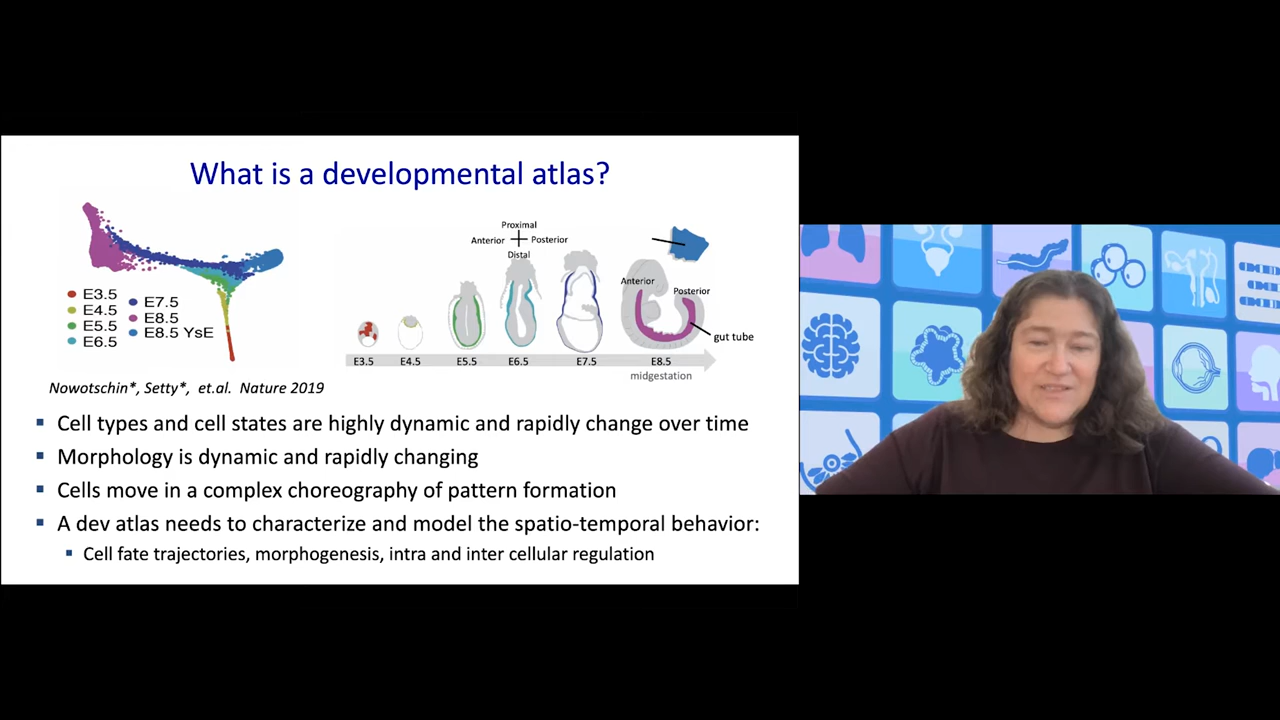 What is a developmental atlas?
E3.5
E4.5
E5.5
E6.5
E7.5
E8.5
E8.5 YsE
Proximal
Anterior
Posterior
Distal
Anterior
Posterior
gut tube
E3.5
E4.5
E5.5
E6.5
E7.5
E8.5
midgestation
Nowotschin*, Setty*, et.al. Nature 2019
▪ Cell types and cell states are highly dynamic and rapidly change over time
▪ Morphology is dynamic and rapidly changing
▪ Cells move in a complex choreography of pattern formation
▪ A dev atlas needs to characterize and model the spatio-temporal behavior:
▪ Cell fate trajectories, morphogenesis, intra and inter cellular regulation